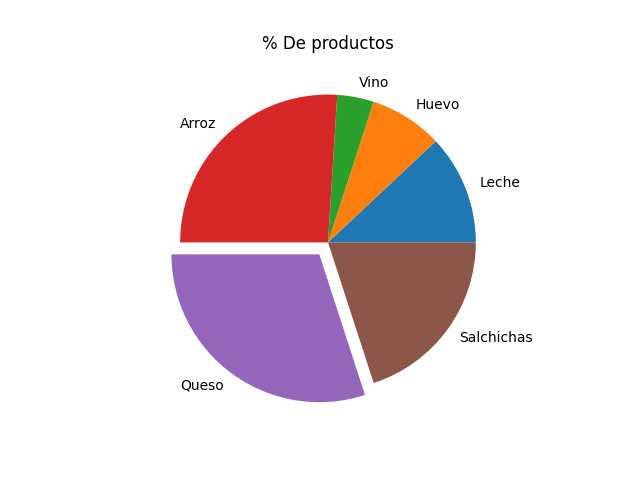 % De productos
Vino
Huevo
Arroz
Leche
Salchichas
Queso